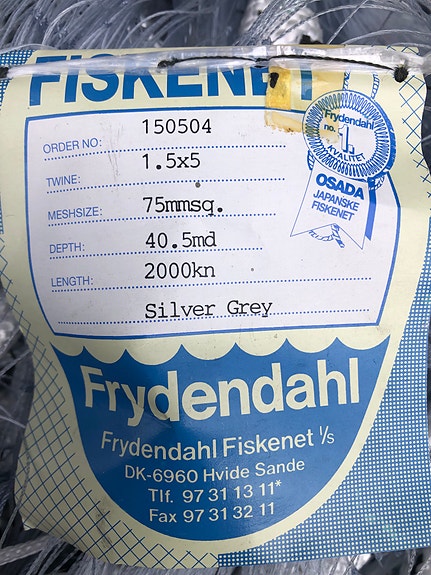 FISKENET
ORDER NO: 150504
TWINE: 1.5x5
MESHSIZE: 75mmsq.
DEPTH: 40.5md
LENGTH: 2000kn
Silver Grey
Frydendahl
no. 1.
KVALITET
OSADA
JAPANSKE
FISKENET
Frydendahl
Frydendahl Fiskenet I/S
DK-6960 Hvide Sande
Tlf. 97 31 13 11*
Fax 97 31 32 11